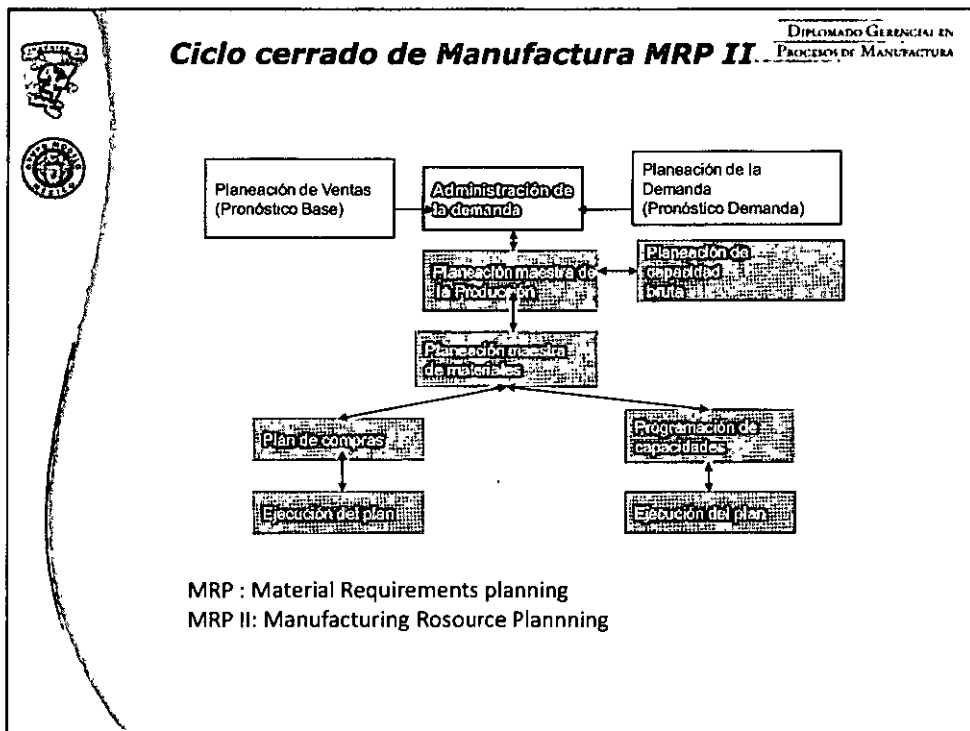 Ciclo cerrado de Manufactura MRP II
DIPLOMADO GERENCIAL EN
PROCESOS DE MANUFACTURA
Planeación de Ventas
(Pronóstico Base)
Administración de
la demanda
Planeación de la
Demanda
(Pronóstico Demanda)
Planeación maestra de
la Producción
Planeación de
capacidad
bruta
Planeación maestra
de materiales
Plan de compras
Programación de
capacidades
Ejecución del plan
Ejecución del plan
MRP : Material Requirements planning
MRP II: Manufacturing Rosource Plannning
GRUPO MODELO
MEXICO